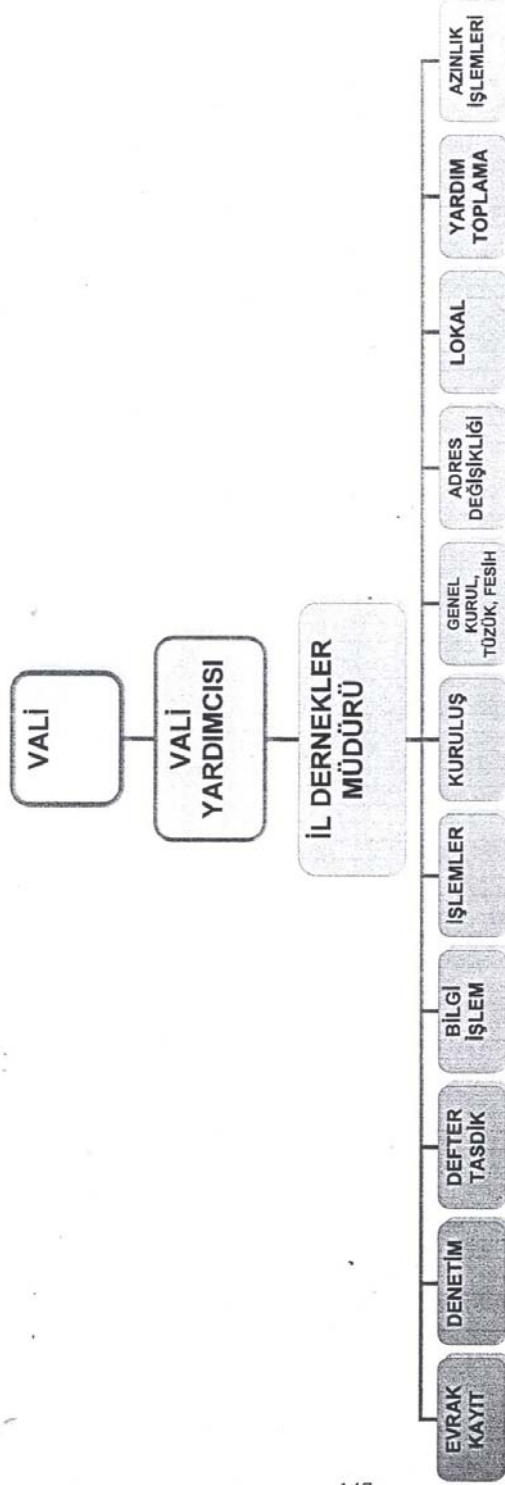 VALİ
VALİ
YARDIMCISI
İL DERNEKLER
MÜDÜRÜ
EVRAK
KAYIT
DENETİM
DEFTER
TASDİK
BİLGİ
İŞLEM
İŞLEMLER
KURULUŞ
GENEL
KURUL,
TÜZÜK, FESİH
ADRES
DEĞİŞİKLİĞİ
LOKAL
YARDIM
TOPLAMA
AZINLIK
İŞLEMLERİ